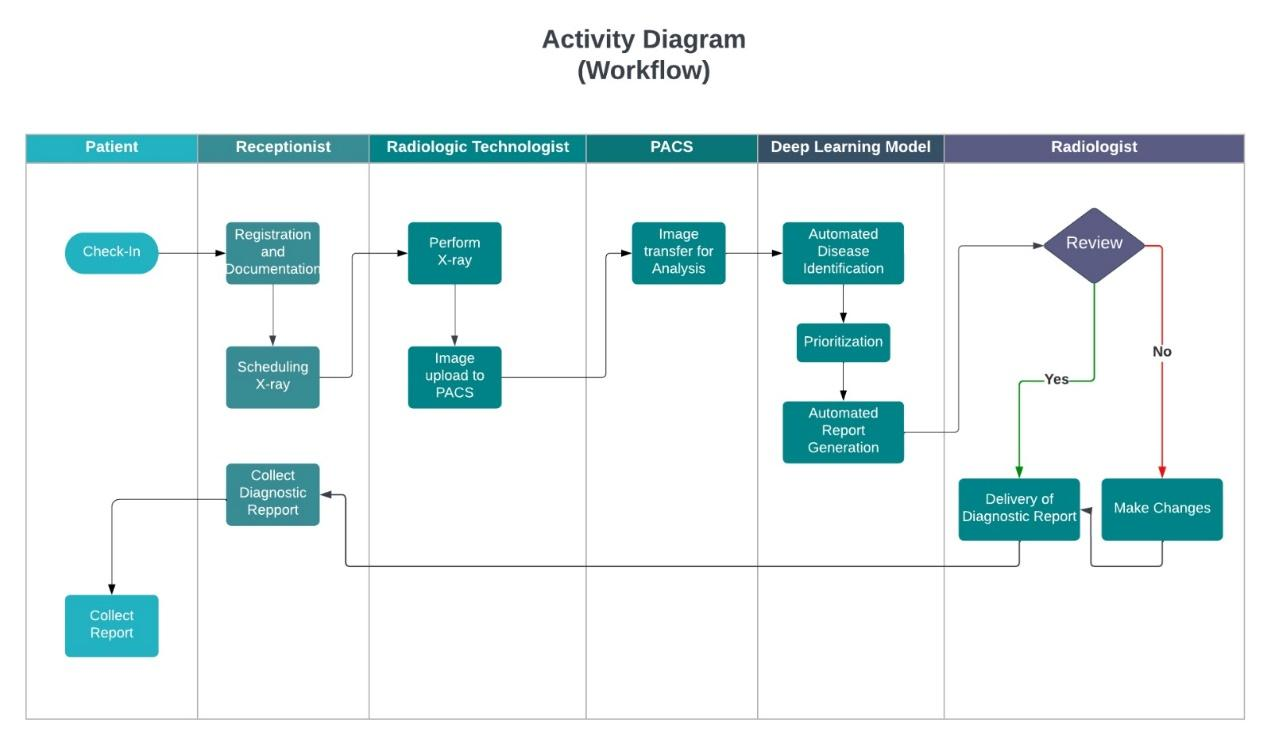 Activity Diagram
(Workflow)
Patient
Receptionist
Radiologic Technologist
PACS
Deep Learning Model
Radiologist
Check-In
Registration
and
Documentation
Scheduling
X-ray
Perform
X-ray
Image
upload to
PACS
Image
transfer for
Analysis
Automated
Disease
Identification
Prioritization
Automated
Report
Generation
Review
Yes
No
Delivery of
Diagnostic Report
Make Changes
Collect
Diagnostic
Repport
Collect
Report